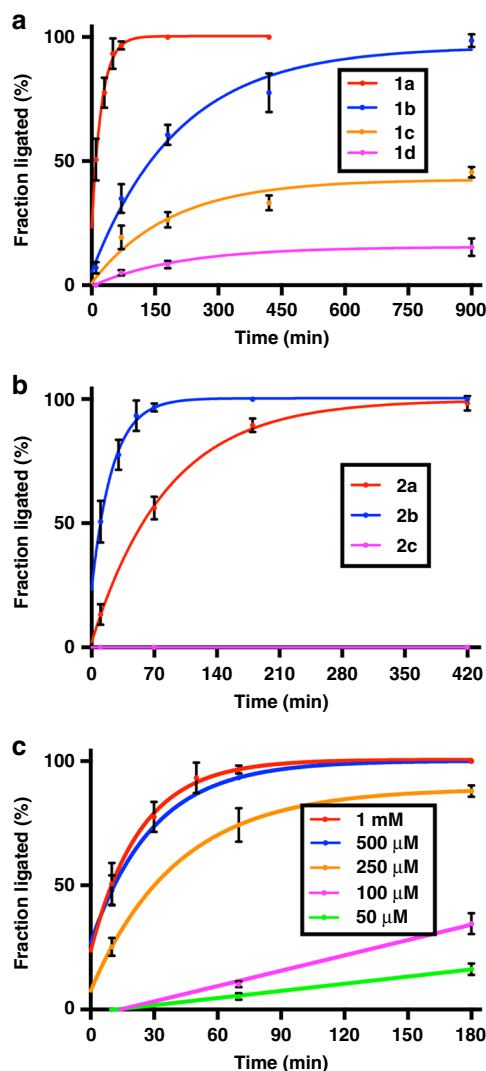 a
Fraction ligated (%)
100
50
0
1a
1b
1c
1d
0 150 300 450 600 750 900
Time (min)
b
Fraction ligated (%)
100
50
0
2a
2b
2c
0 70 140 210 280 350 420
Time (min)
c
Fraction ligated (%)
100
50
0
1 mM
500 μM
250 μM
100 μM
50 μM
0 30 60 90 120 150 180
Time (min)